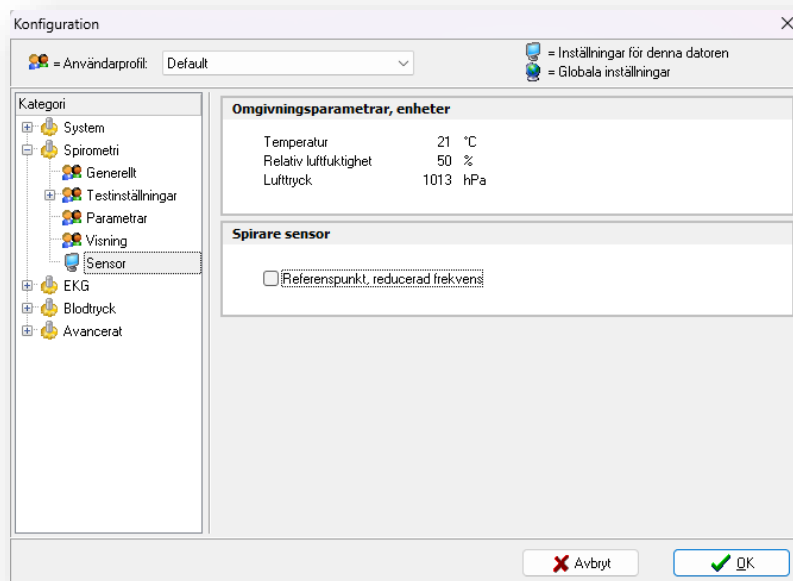 Konfiguration
= Användarprofil: Default
= Inställningar för denna datoren
= Globala inställningar
Kategori
System
Spirometri
Generellt
Testinställningar
Parametrar
Visning
Sensor
EKG
Blodtryck
Avancerat
Omgivningsparametrar, enheter
Temperatur 21 °C
Relativ luftfuktighet 50 %
Lufttryck 1013 hPa
Spirare sensor
Referenspunkt, reducerad frekvens
Avbryt
OK